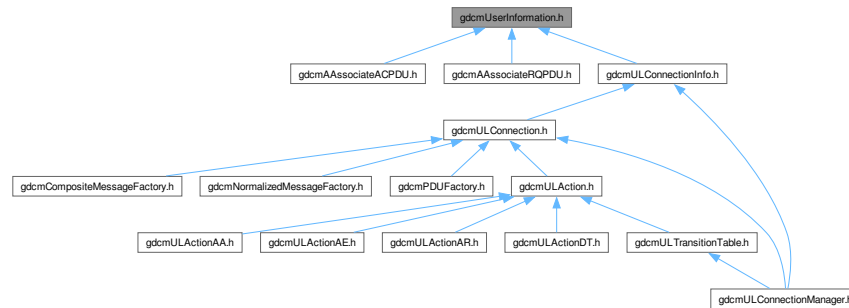 gdcmUserInformation.h
gdcmAAssociateACPDU.h
gdcmAAssociateRQPDU.h
gdcmULConnectionInfo.h
gdcmULConnection.h
gdcmCompositeMessageFactory.h
gdcmNormalizedMessageFactory.h
gdcmPDUFactory.h
gdcmULAction.h
gdcmULActionAA.h
gdcmULActionAE.h
gdcmULActionAR.h
gdcmULActionDT.h
gdcmULTransitionTable.h
gdcmULConnectionManager.h